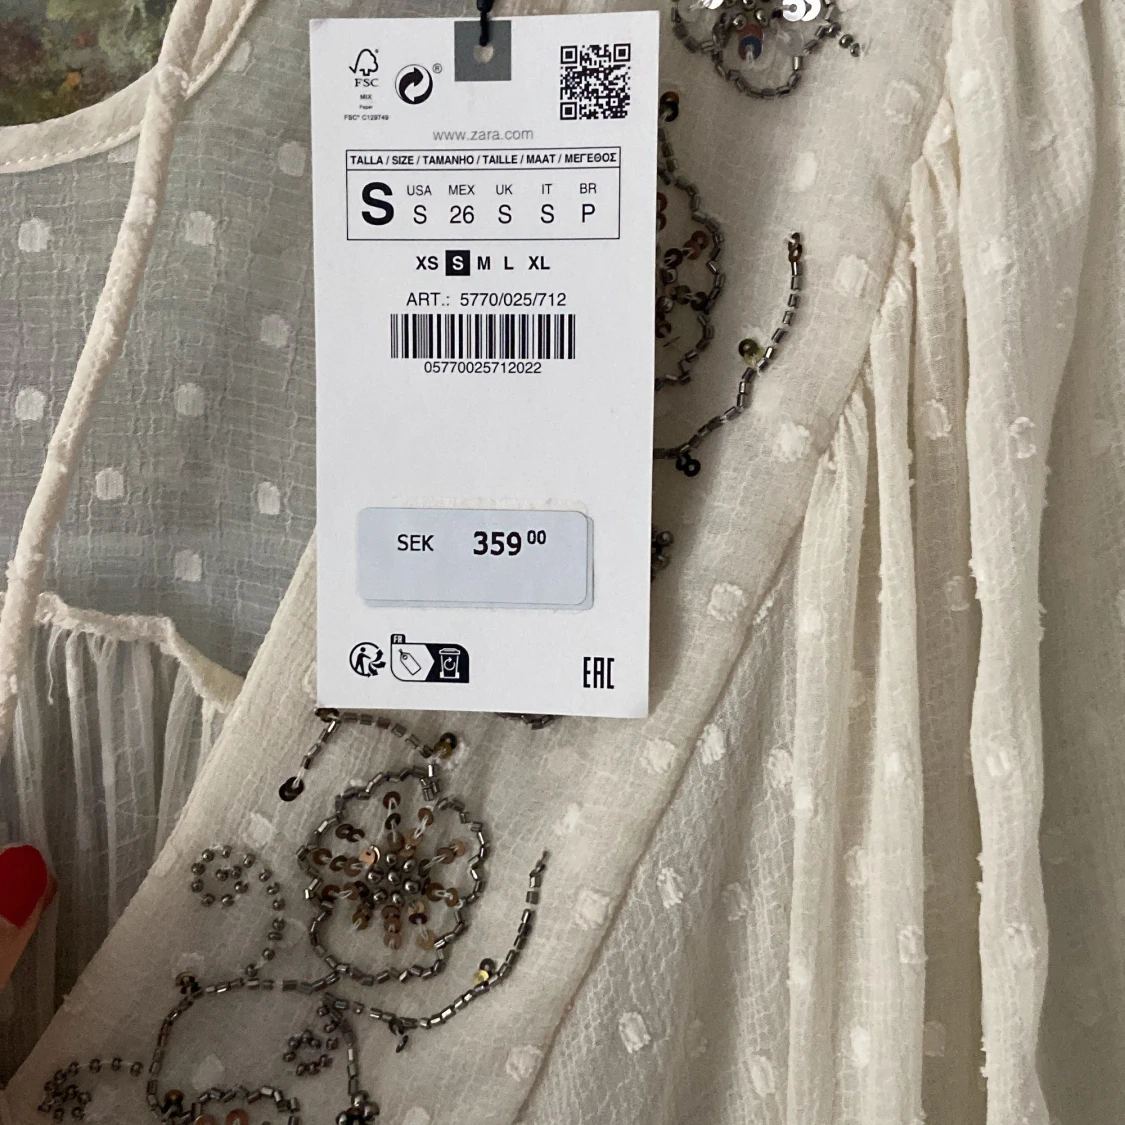 FSC
MIX
Paper
FSC® C129749
®
www.zara.com
TALLA / SIZE / TAMANHO / TAILLE / MAAT / ΜΕΓΕΘΟΣ
S
USA MEX UK IT BR
S 26 S S P
XS S M L XL
ART.: 5770/025/712
05770025712022
SEK 359 00
FR
EAC